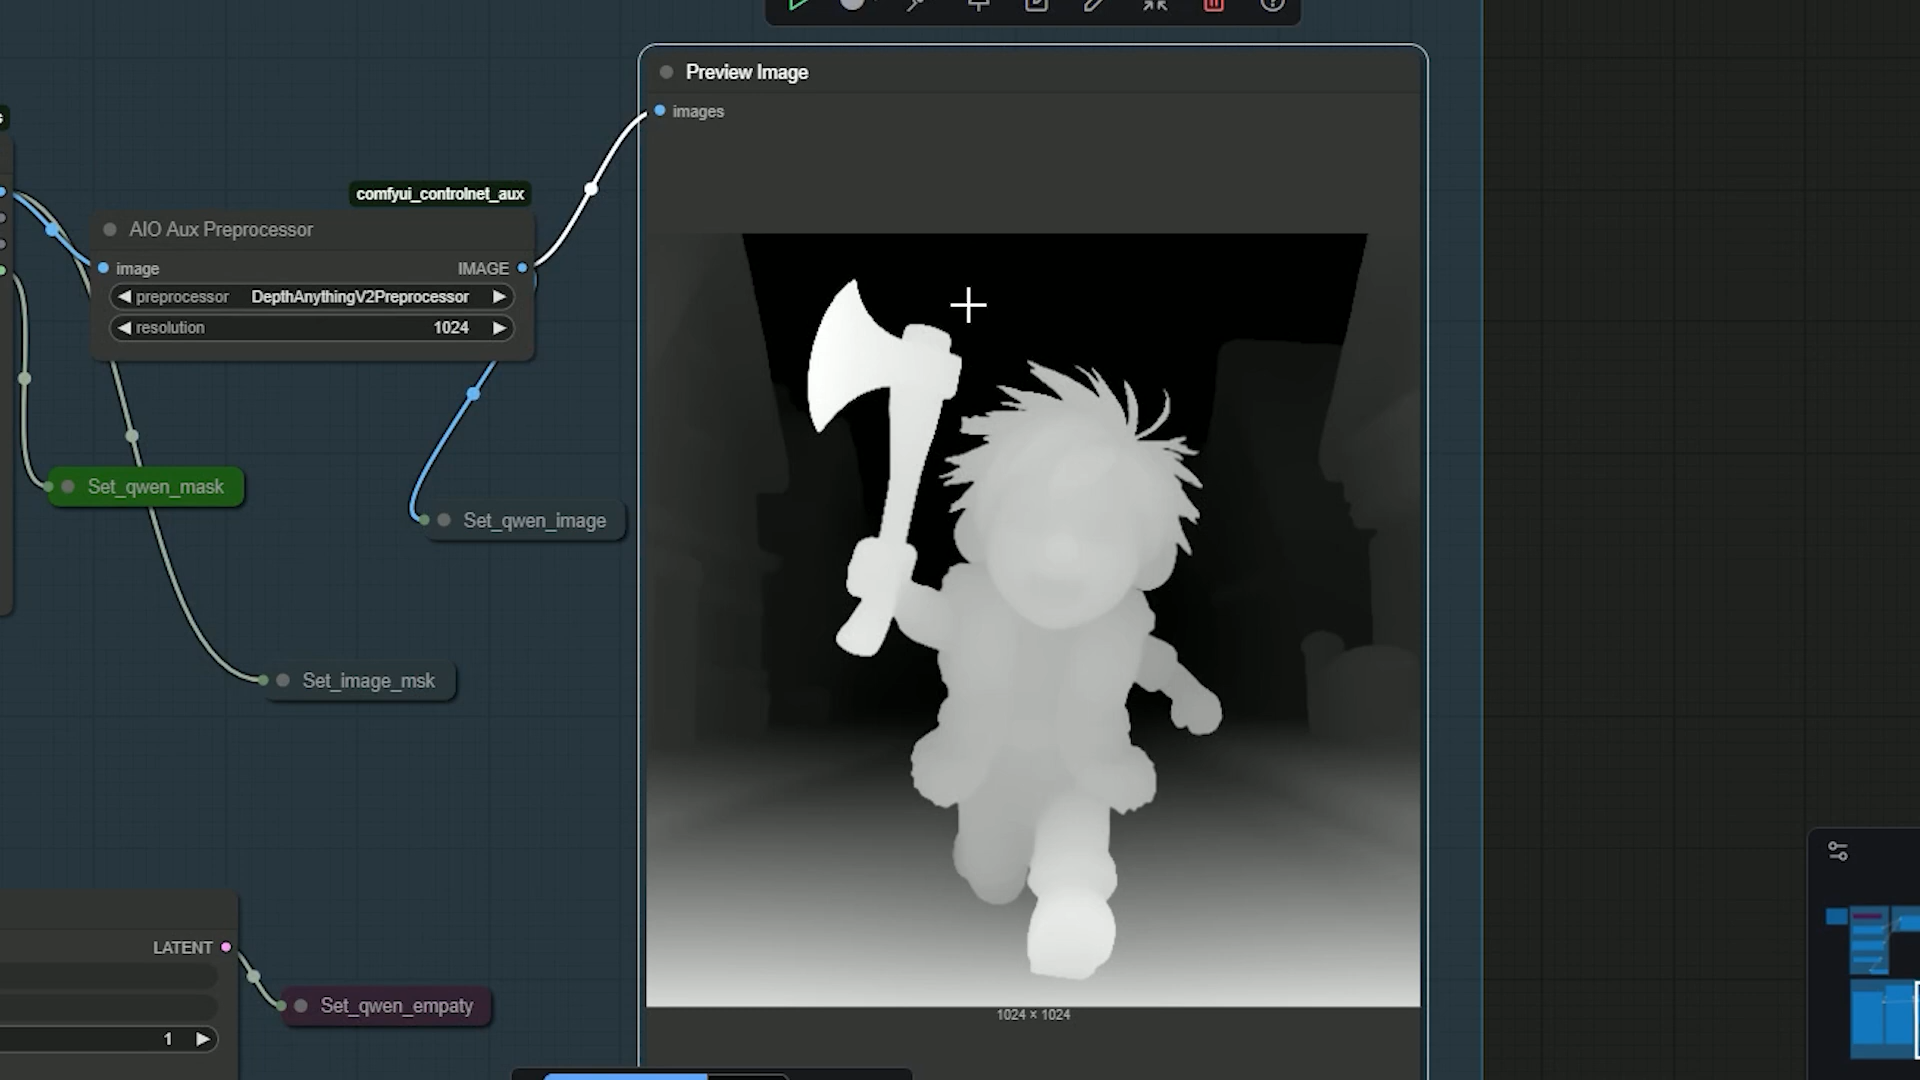 Preview Image
images
comfyui_controlnet_aux
AIO Aux Preprocessor
image IMAGE
preprocessor DepthAnythingV2Preprocessor
resolution 1024
Set_qwen_mask
Set_qwen_image
Set_image_msk
LATENT
Set_qwen_empaty
1
1024 × 1024